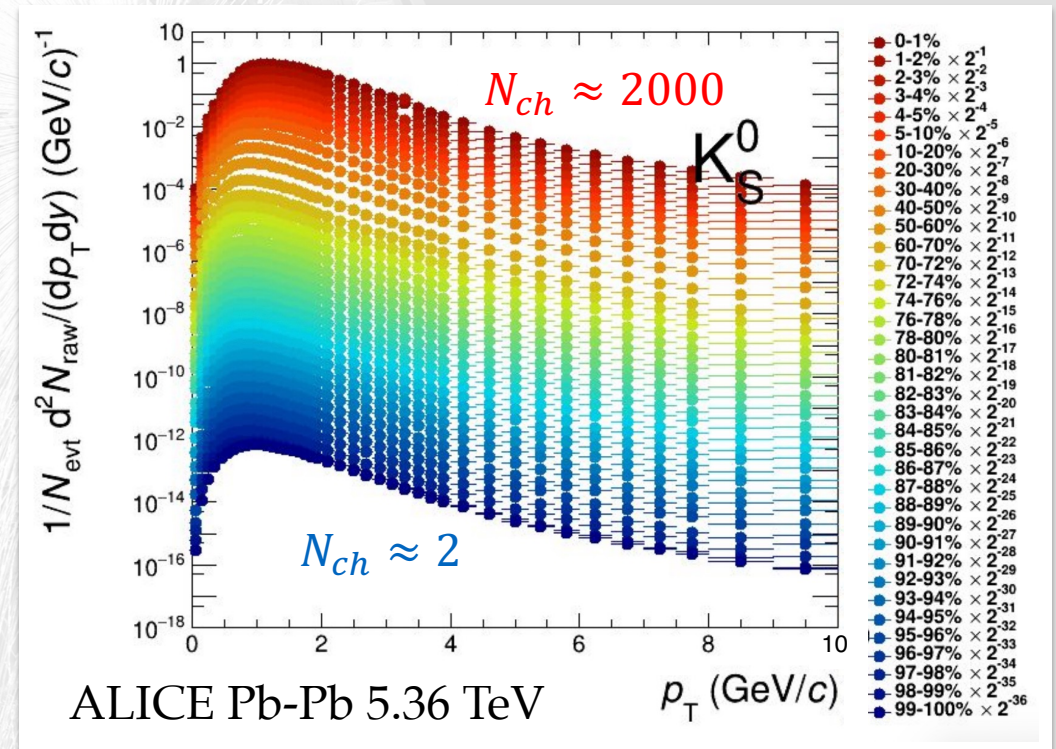 1/N_evt d²N_raw/(dp_T dy) (GeV/c)⁻¹
10
1
10⁻²
10⁻⁴
10⁻⁶
10⁻⁸
10⁻¹⁰
10⁻¹²
10⁻¹⁴
10⁻¹⁶
10⁻¹⁸
N_ch ≈ 2000
K⁰_S
N_ch ≈ 2
0 2 4 6 8 10
p_T (GeV/c)
ALICE Pb-Pb 5.36 TeV
0-1%
1-2% × 2⁻¹
2-3% × 2⁻²
3-4% × 2⁻³
4-5% × 2⁻⁴
5-10% × 2⁻⁵
10-20% × 2⁻⁶
20-30% × 2⁻⁷
30-40% × 2⁻⁸
40-50% × 2⁻⁹
50-60% × 2⁻¹⁰
60-70% × 2⁻¹¹
70-72% × 2⁻¹²
72-74% × 2⁻¹³
74-76% × 2⁻¹⁴
76-78% × 2⁻¹⁵
78-80% × 2⁻¹⁶
80-81% × 2⁻¹⁷
81-82% × 2⁻¹⁸
82-83% × 2⁻¹⁹
83-84% × 2⁻²⁰
84-85% × 2⁻²¹
85-86% × 2⁻²²
86-87% × 2⁻²³
87-88% × 2⁻²⁴
88-89% × 2⁻²⁵
89-90% × 2⁻²⁶
90-91% × 2⁻²⁷
91-92% × 2⁻²⁸
92-93% × 2⁻²⁹
93-94% × 2⁻³⁰
94-95% × 2⁻³¹
95-96% × 2⁻³²
96-97% × 2⁻³³
97-98% × 2⁻³⁴
98-99% × 2⁻³⁵
99-100% × 2⁻³⁶